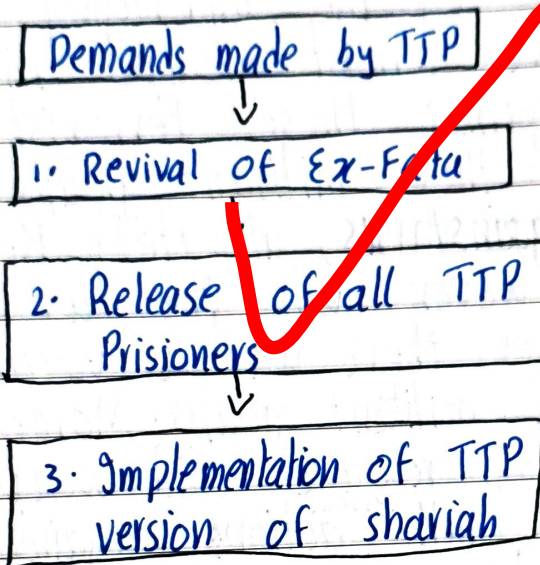 Demands made by TTP
1. Revival of Ex-Fata
2. Release of all TTP
Prisioners
3. Implementation of TTP
version of shariah